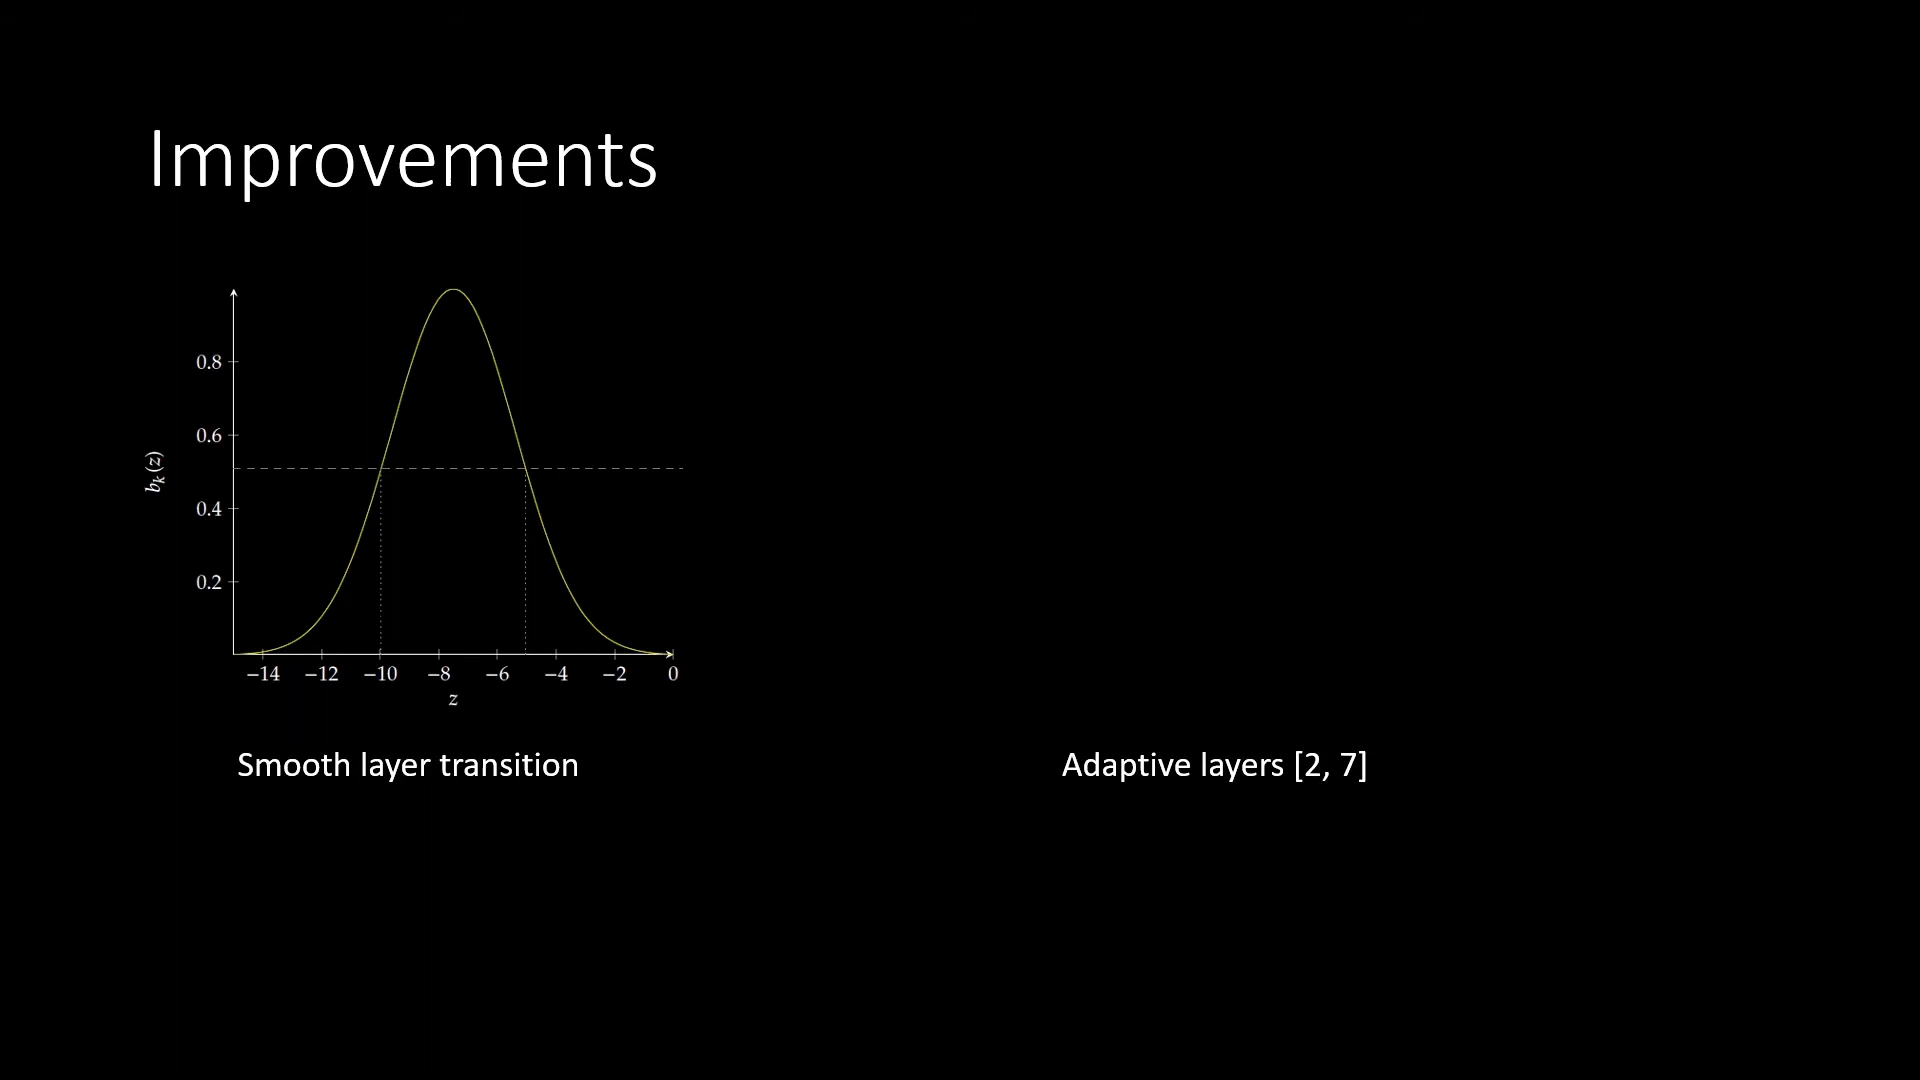 Improvements
0.8
0.6
0.4
0.2
b_k(z)
−14 −12 −10 −8 −6 −4 −2 0
z
Smooth layer transition
Adaptive layers [2, 7]